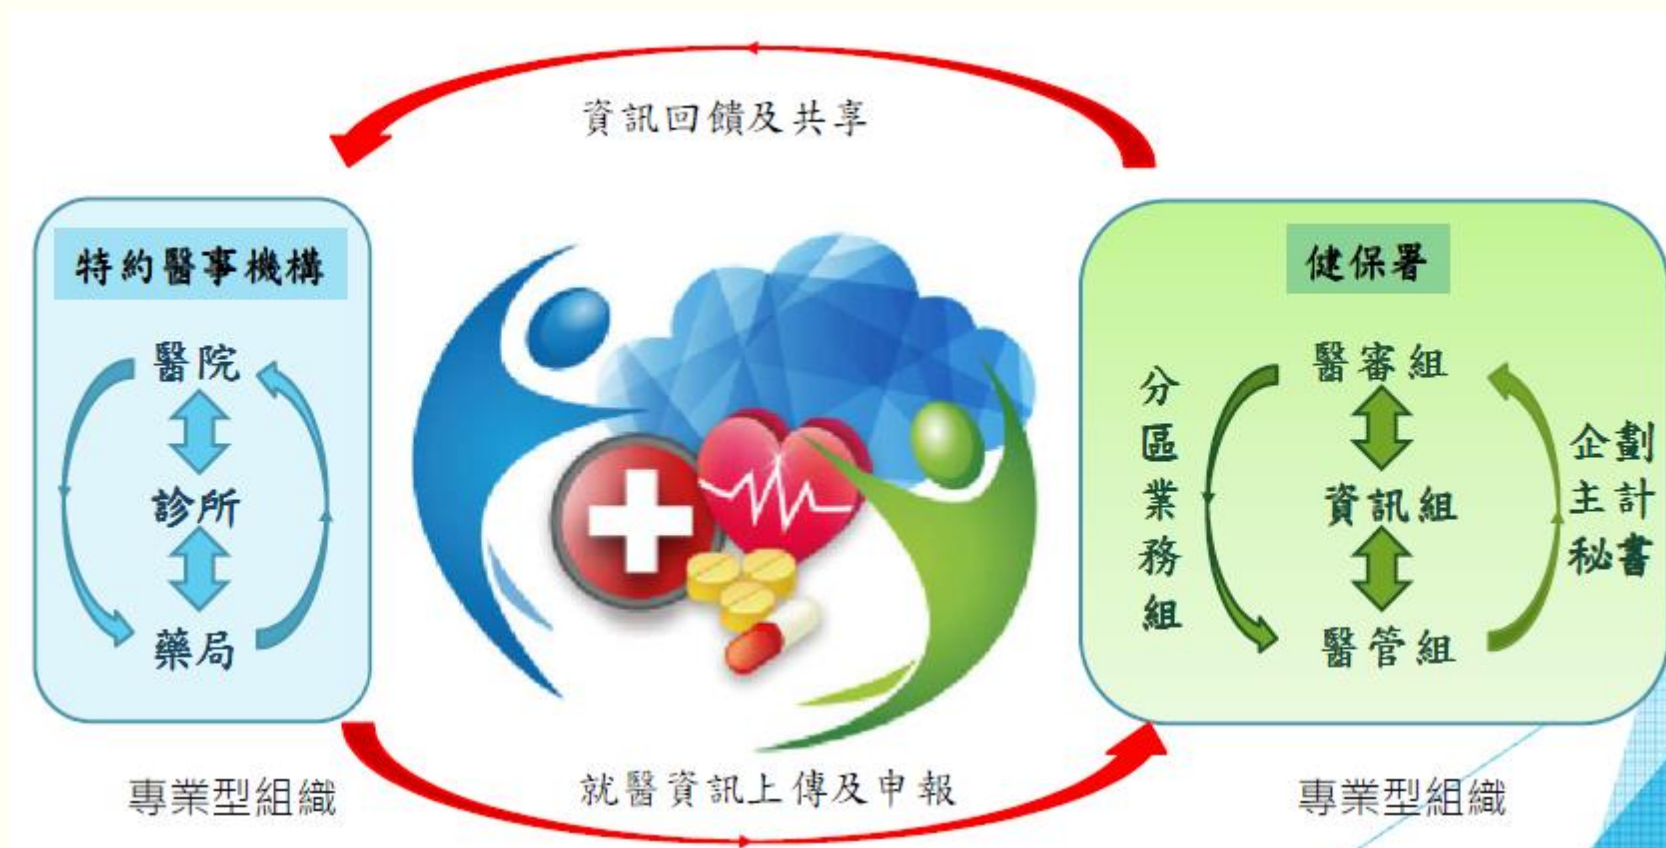 資訊回饋及共享
特約醫事機構
醫院
診所
藥局
專業型組織
就醫資訊上傳及申報
健保署
分區業務組
醫審組
資訊組
醫管組
企劃
主計
秘書
專業型組織